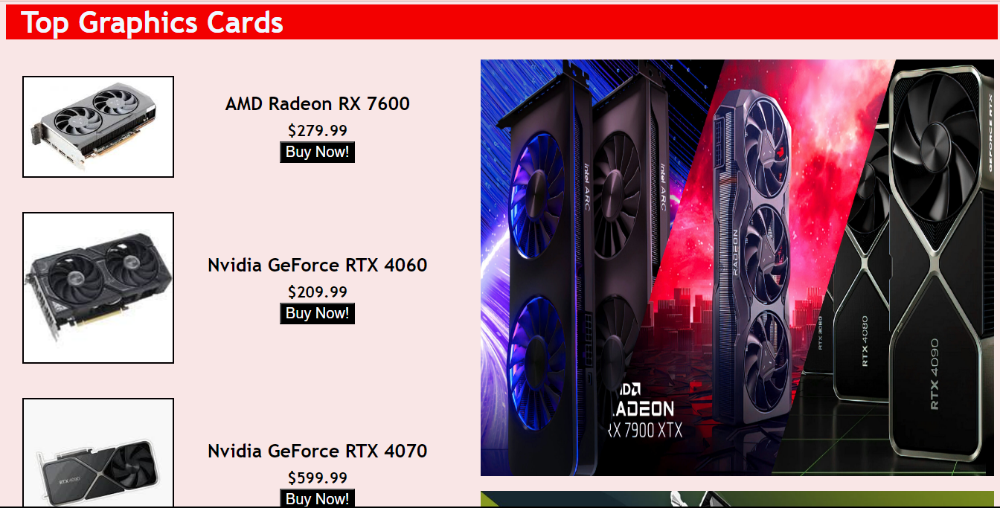 Top Graphics Cards
AMD Radeon RX 7600
$279.99
Buy Now!
Nvidia GeForce RTX 4060
$209.99
Buy Now!
RTX 4090
Nvidia GeForce RTX 4070
$599.99
Buy Now!
intel ARC
intel ARC
RADEON
AMD
RADEON
RX 7900 XTX
RTX 3080
RTX 4080
RTX 4090
GEFORCE RTX